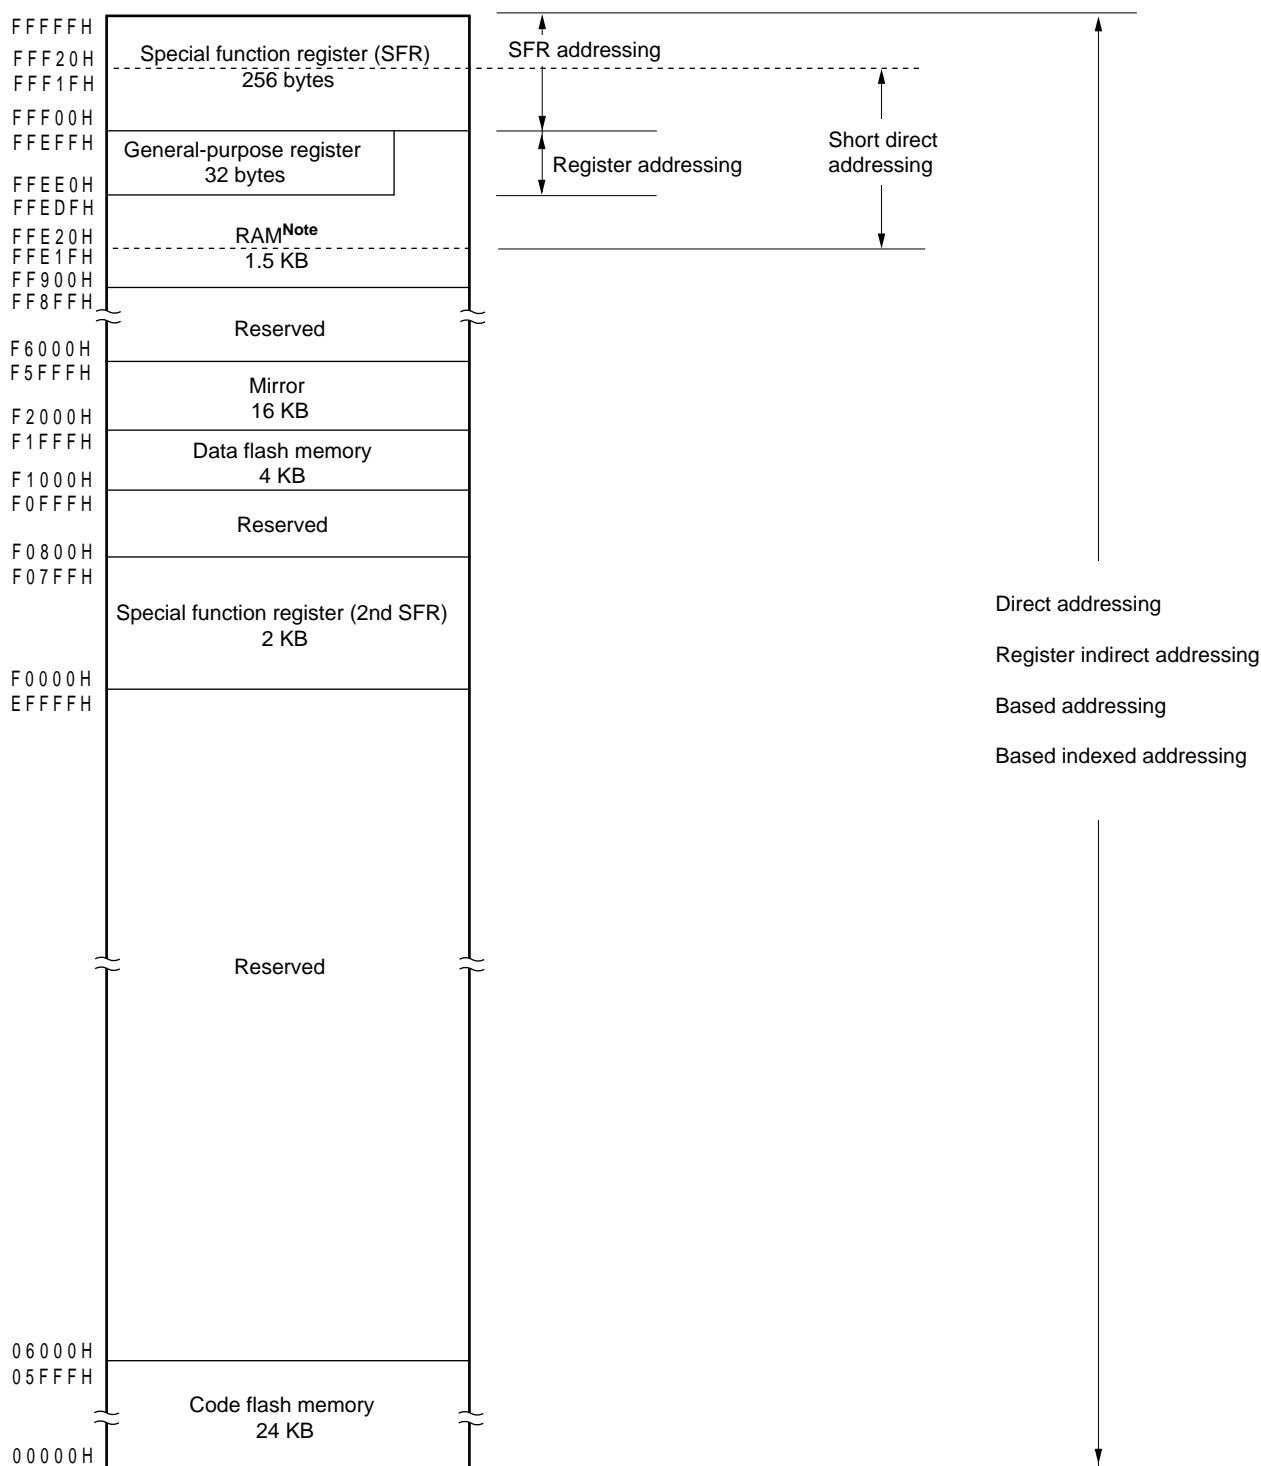 FFFFFH
FFF20H
FFF1FH
FFF00H
FFEFFH
FFEE0H
FFEDFH
FFE20H
FFE1FH
FF900H
FF8FFH
F6000H
F5FFFH
F2000H
F1FFFH
F1000H
F0FFFH
F0800H
F07FFH
F0000H
EFFFFH
06000H
05FFFH
00000H
Special function register (SFR)
256 bytes
General-purpose register
32 bytes
RAMNote
1.5 KB
Reserved
Mirror
16 KB
Data flash memory
4 KB
Reserved
Special function register (2nd SFR)
2 KB
Reserved
Code flash memory
24 KB
SFR addressing
Register addressing
Short direct
addressing
Direct addressing
Register indirect addressing
Based addressing
Based indexed addressing